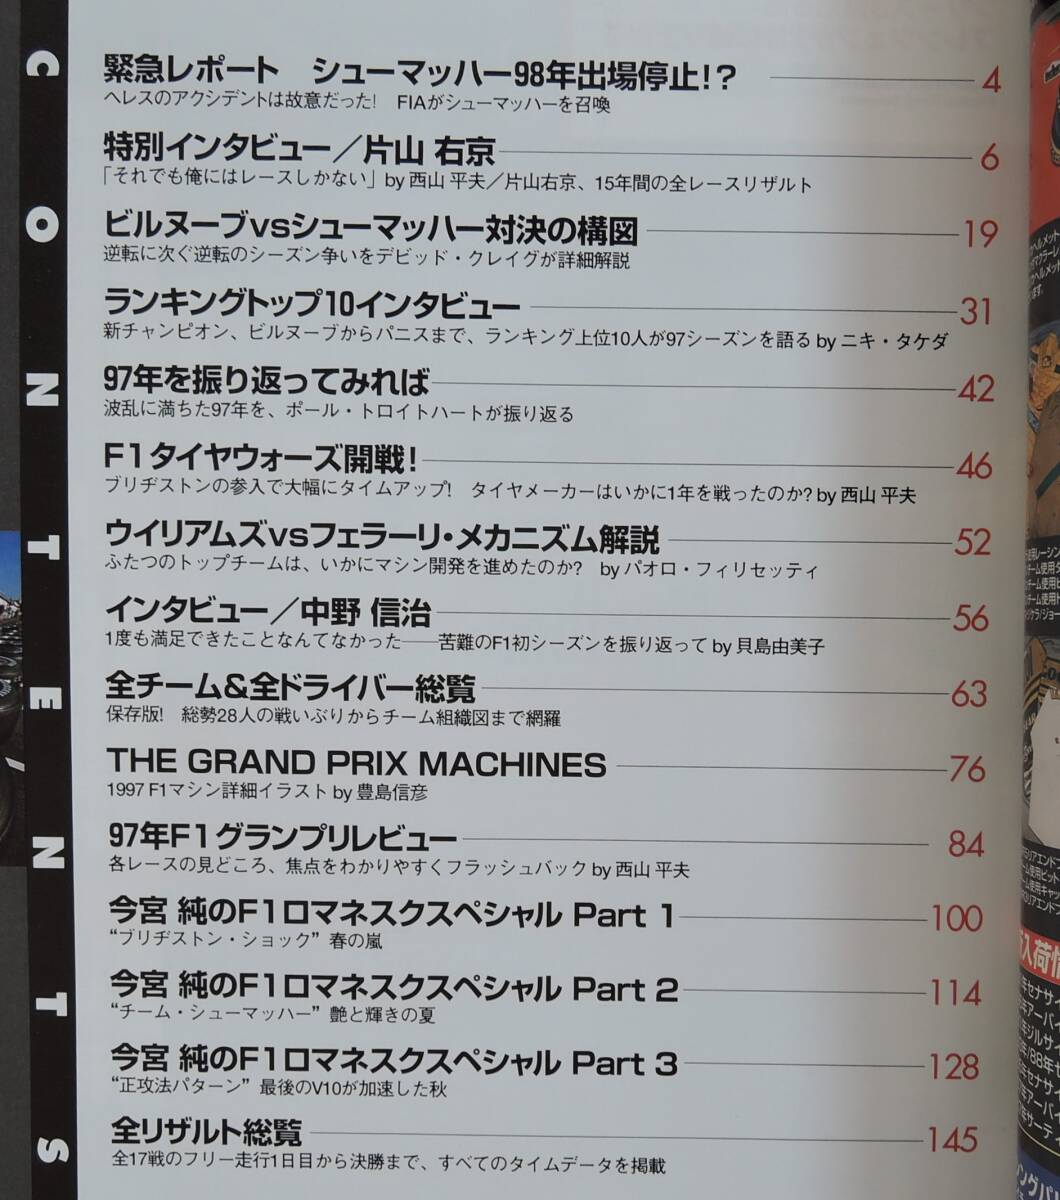 CONTENTS
緊急レポート シューマッハー98年出場停止!? 4
ヘレスのアクシデントは故意だった! FIAがシューマッハーを召喚
特別インタビュー／片山 右京 6
「それでも俺にはレースしかない」by 西山 平夫／片山右京、15年間の全レースリザルト
ビルヌーブvsシューマッハー対決の構図 19
逆転に次ぐ逆転のシーズン争いをデビッド・クレイグが詳細解説
ランキングトップ10インタビュー 31
新チャンピオン、ビルヌーブからパニスまで、ランキング上位10人が97シーズンを語る by ニキ・タケダ
97年を振り返ってみれば 42
波乱に満ちた97年を、ポール・トロイトハートが振り返る
F1タイヤウォーズ開戦! 46
ブリヂストンの参入で大幅にタイムアップ! タイヤメーカーはいかに1年を戦ったのか? by 西山 平夫
ウイリアムズvsフェラーリ・メカニズム解説 52
ふたつのトップチームは、いかにマシン開発を進めたのか? by パオロ・フィリセッティ
インタビュー／中野 信治 56
1度も満足できたことなんてなかった——苦難のF1初シーズンを振り返って by 貝島由美子
全チーム&全ドライバー総覧 63
保存版! 総勢28人の戦いぶりからチーム組織図まで網羅
THE GRAND PRIX MACHINES 76
1997 F1マシン詳細イラスト by 豊島信彦
97年F1グランプリレビュー 84
各レースの見どころ、焦点をわかりやすくフラッシュバック by 西山 平夫
今宮 純のF1ロマネスクスペシャル Part 1 100
“ブリヂストン・ショック” 春の嵐
今宮 純のF1ロマネスクスペシャル Part 2 114
“チーム・シューマッハー” 艶と輝きの夏
今宮 純のF1ロマネスクスペシャル Part 3 128
“正攻法パターン” 最後のV10が加速した秋
全リザルト総覧 145
全17戦のフリー走行1日目から決勝まで、すべてのタイムデータを掲載